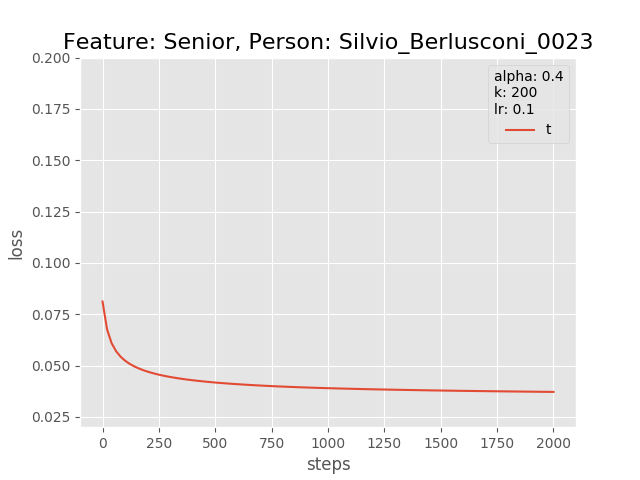 Feature: Senior, Person: Silvio_Berlusconi_0023
0.200
0.175
0.150
0.125
0.100
0.075
0.050
0.025
loss
alpha: 0.4
k: 200
lr: 0.1
t
0 250 500 750 1000 1250 1500 1750 2000
steps